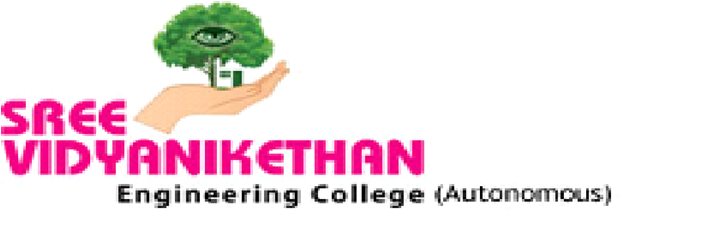 SREE
VIDYANIKETHAN
Engineering College (Autonomous)